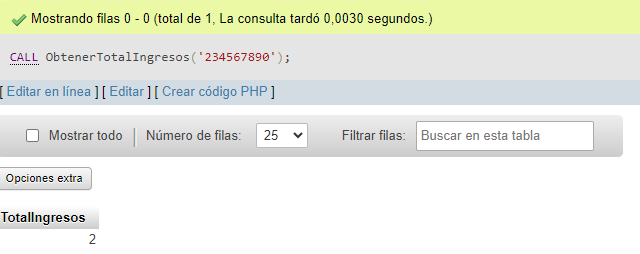 Mostrando filas 0 - 0 (total de 1, La consulta tardó 0,0030 segundos.)
CALL ObtenerTotalIngresos('234567890');
[ Editar en línea ] [ Editar ] [ Crear código PHP ]
Mostrar todo | Número de filas: 25 Filtrar filas: Buscar en esta tabla
Opciones extra
TotalIngresos
2